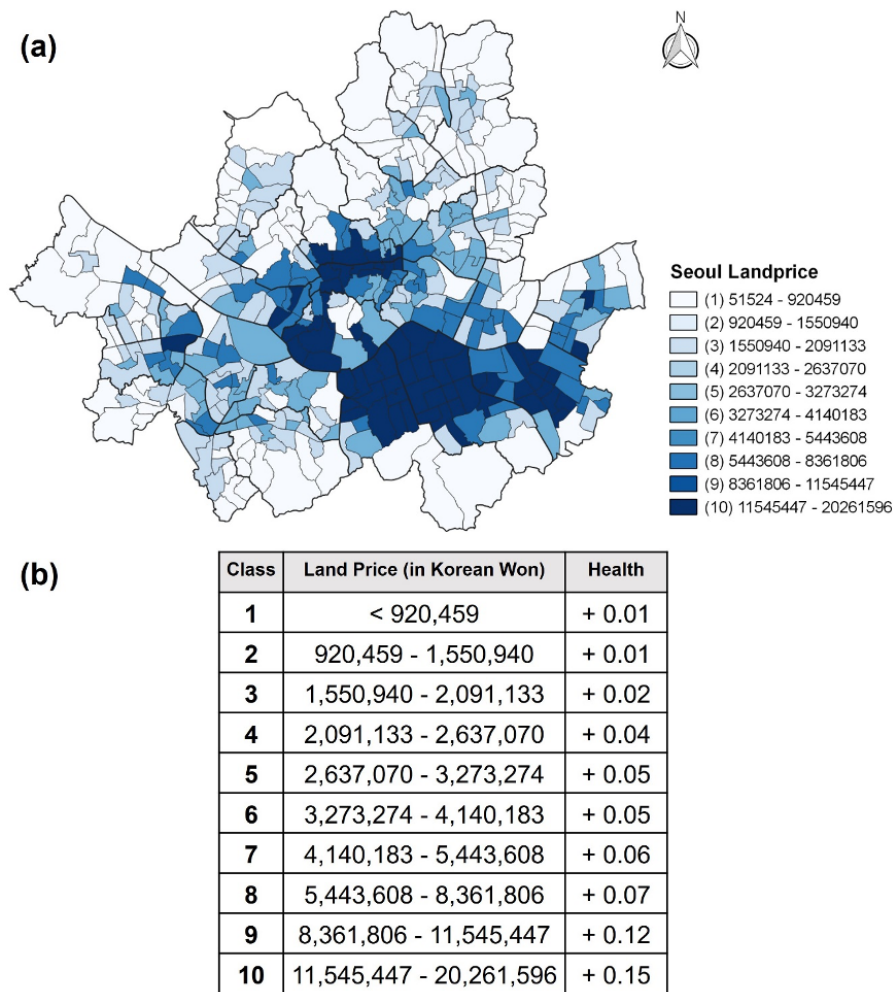 (a)
N
Seoul Landprice
(1) 51524 - 920459
(2) 920459 - 1550940
(3) 1550940 - 2091133
(4) 2091133 - 2637070
(5) 2637070 - 3273274
(6) 3273274 - 4140183
(7) 4140183 - 5443608
(8) 5443608 - 8361806
(9) 8361806 - 11545447
(10) 11545447 - 20261596
(b)
Class Land Price (in Korean Won) Health
1 < 920,459 + 0.01
2 920,459 - 1,550,940 + 0.01
3 1,550,940 - 2,091,133 + 0.02
4 2,091,133 - 2,637,070 + 0.04
5 2,637,070 - 3,273,274 + 0.05
6 3,273,274 - 4,140,183 + 0.05
7 4,140,183 - 5,443,608 + 0.06
8 5,443,608 - 8,361,806 + 0.07
9 8,361,806 - 11,545,447 + 0.12
10 11,545,447 - 20,261,596 + 0.15